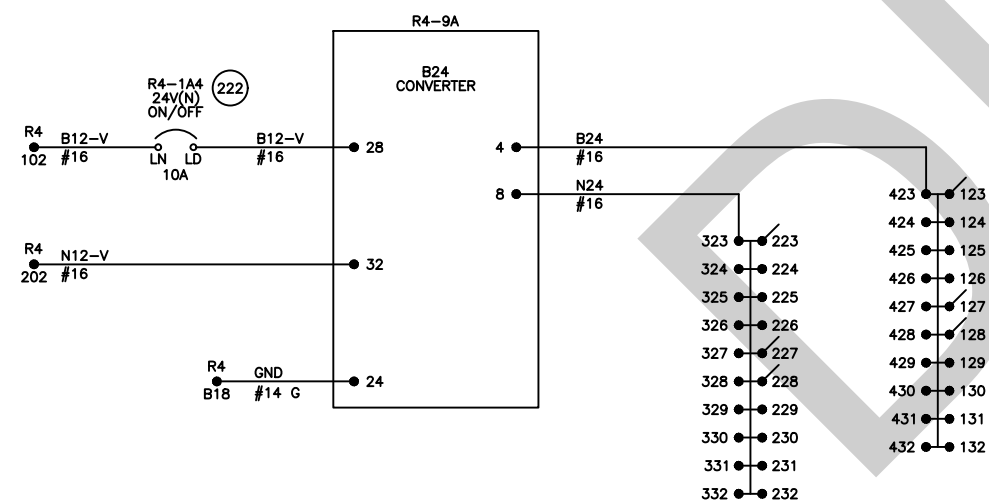 R4-9A
B24
CONVERTER
R4-1A4
24V(N)
ON/OFF
222
R4
102
B12-V
#16
LN LD
10A
B12-V
#16
28
4
B24
#16
8
N24
#16
R4
202
N12-V
#16
32
R4
B18
GND
#14 G
24
423 123
424 124
425 125
426 126
427 127
428 128
429 129
430 130
431 131
432 132
323 223
324 224
325 225
326 226
327 227
328 228
329 229
330 230
331 231
332 232